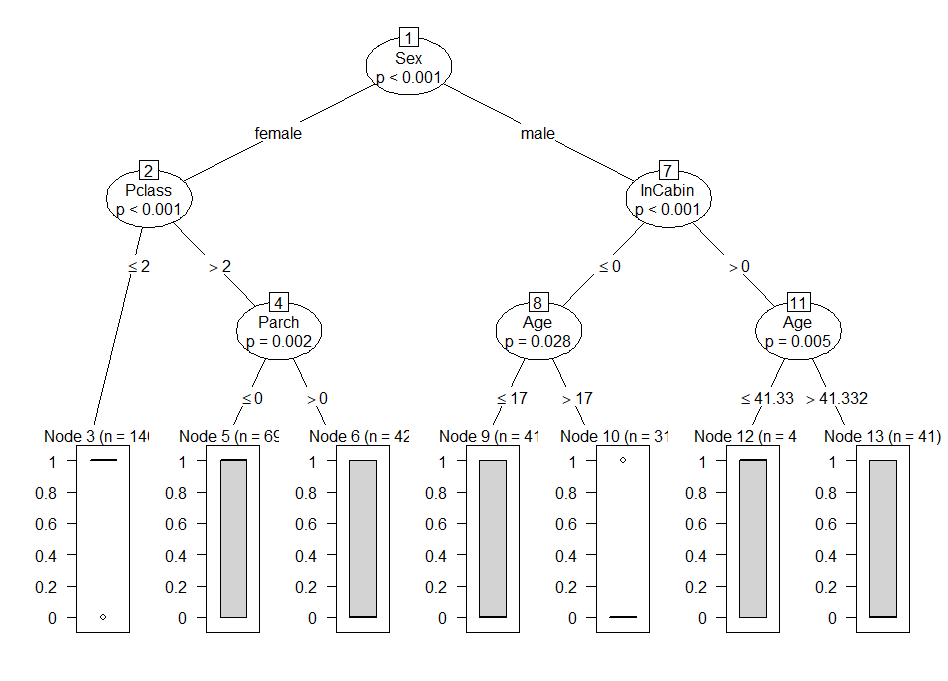 1
Sex
p < 0.001
female
male
2
Pclass
p < 0.001
7
InCabin
p < 0.001
≤ 2
> 2
≤ 0
> 0
4
Parch
p = 0.002
8
Age
p = 0.028
11
Age
p = 0.005
≤ 0
> 0
≤ 17
> 17
≤ 41.33
> 41.332
Node 3 (n = 14
Node 5 (n = 69
Node 6 (n = 42
Node 9 (n = 41
Node 10 (n = 31
Node 12 (n = 4
Node 13 (n = 41)
1
0.8
0.6
0.4
0.2
0
1
0.8
0.6
0.4
0.2
0
1
0.8
0.6
0.4
0.2
0
1
0.8
0.6
0.4
0.2
0
1
0.8
0.6
0.4
0.2
0
1
0.8
0.6
0.4
0.2
0
1
0.8
0.6
0.4
0.2
0